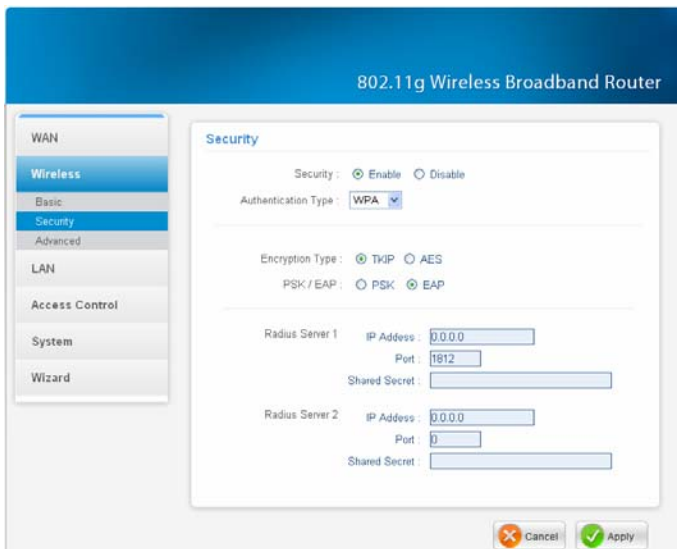 802.11g Wireless Broadband Router
WAN
Wireless
Basic
Security
Advanced
LAN
Access Control
System
Wizard
Security
Security : Enable Disable
Authentication Type : WPA
Encryption Type : TKIP AES
PSK / EAP : PSK EAP
Radius Server 1 IP Addess : 0.0.0.0
Port : 1812
Shared Secret :
Radius Server 2 IP Addess : 0.0.0.0
Port : 0
Shared Secret :
Cancel Apply